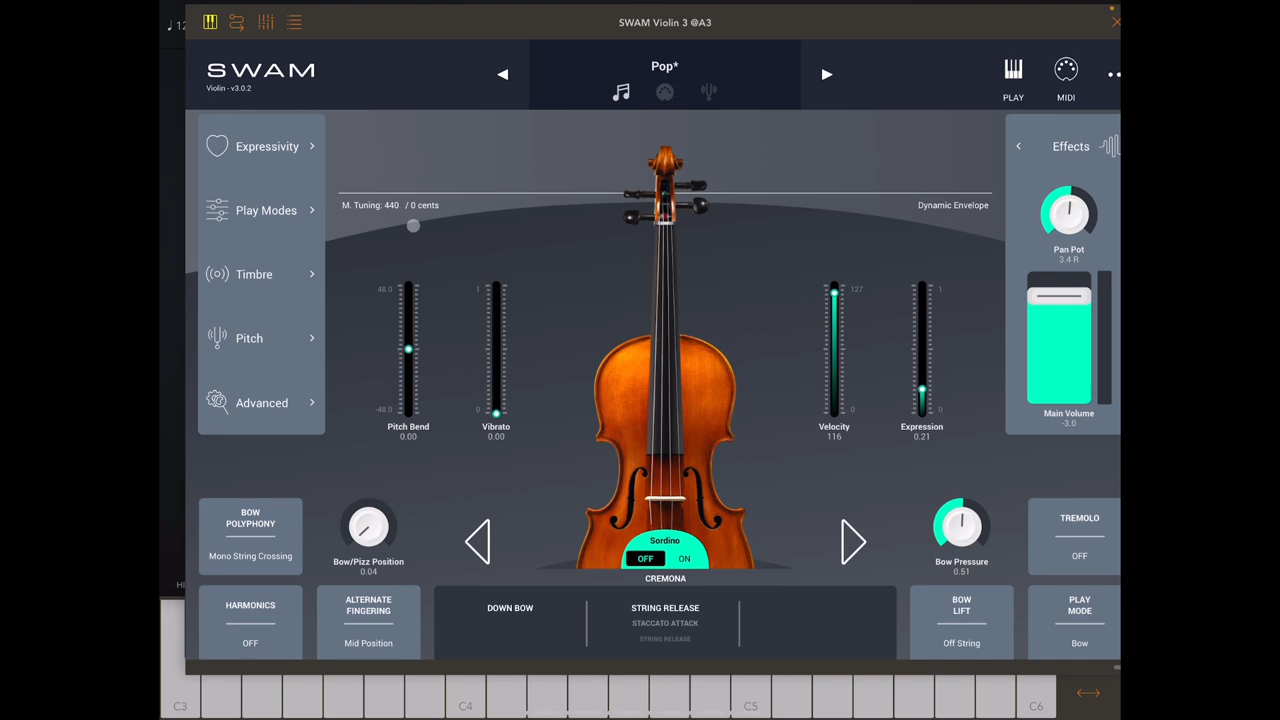 ♩ 12
SWAM Violin 3 @A3
SWAM
Violin - v3.0.2
Pop*
PLAY
MIDI
Expressivity
Play Modes
Timbre
Pitch
Advanced
M. Tuning: 440 / 0 cents
Dynamic Envelope
Effects
Pan Pot
3.4 R
Main Volume
-3.0
48.0
-48.0
Pitch Bend
0.00
1
0
Vibrato
0.00
127
0
Velocity
116
1
0
Expression
0.21
BOW
POLYPHONY
Mono String Crossing
Bow/Pizz Position
0.04
Sordino
OFF ON
CREMONA
Bow Pressure
0.51
TREMOLO
OFF
HI
HARMONICS
OFF
ALTERNATE
FINGERING
Mid Position
DOWN BOW
STRING RELEASE
STACCATO ATTACK
STRING RELEASE
BOW
LIFT
Off String
PLAY
MODE
Bow
C3 C4 C5 C6